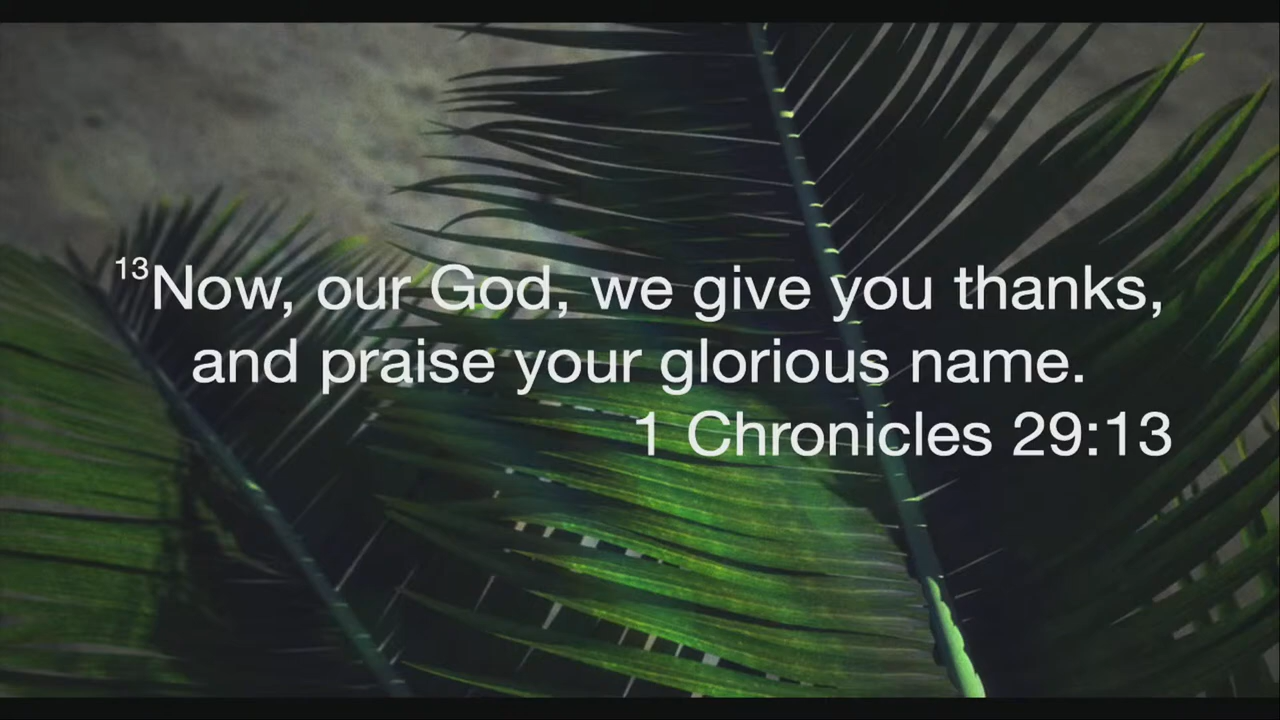 ¹³Now, our God, we give you thanks,
and praise your glorious name.
1 Chronicles 29:13